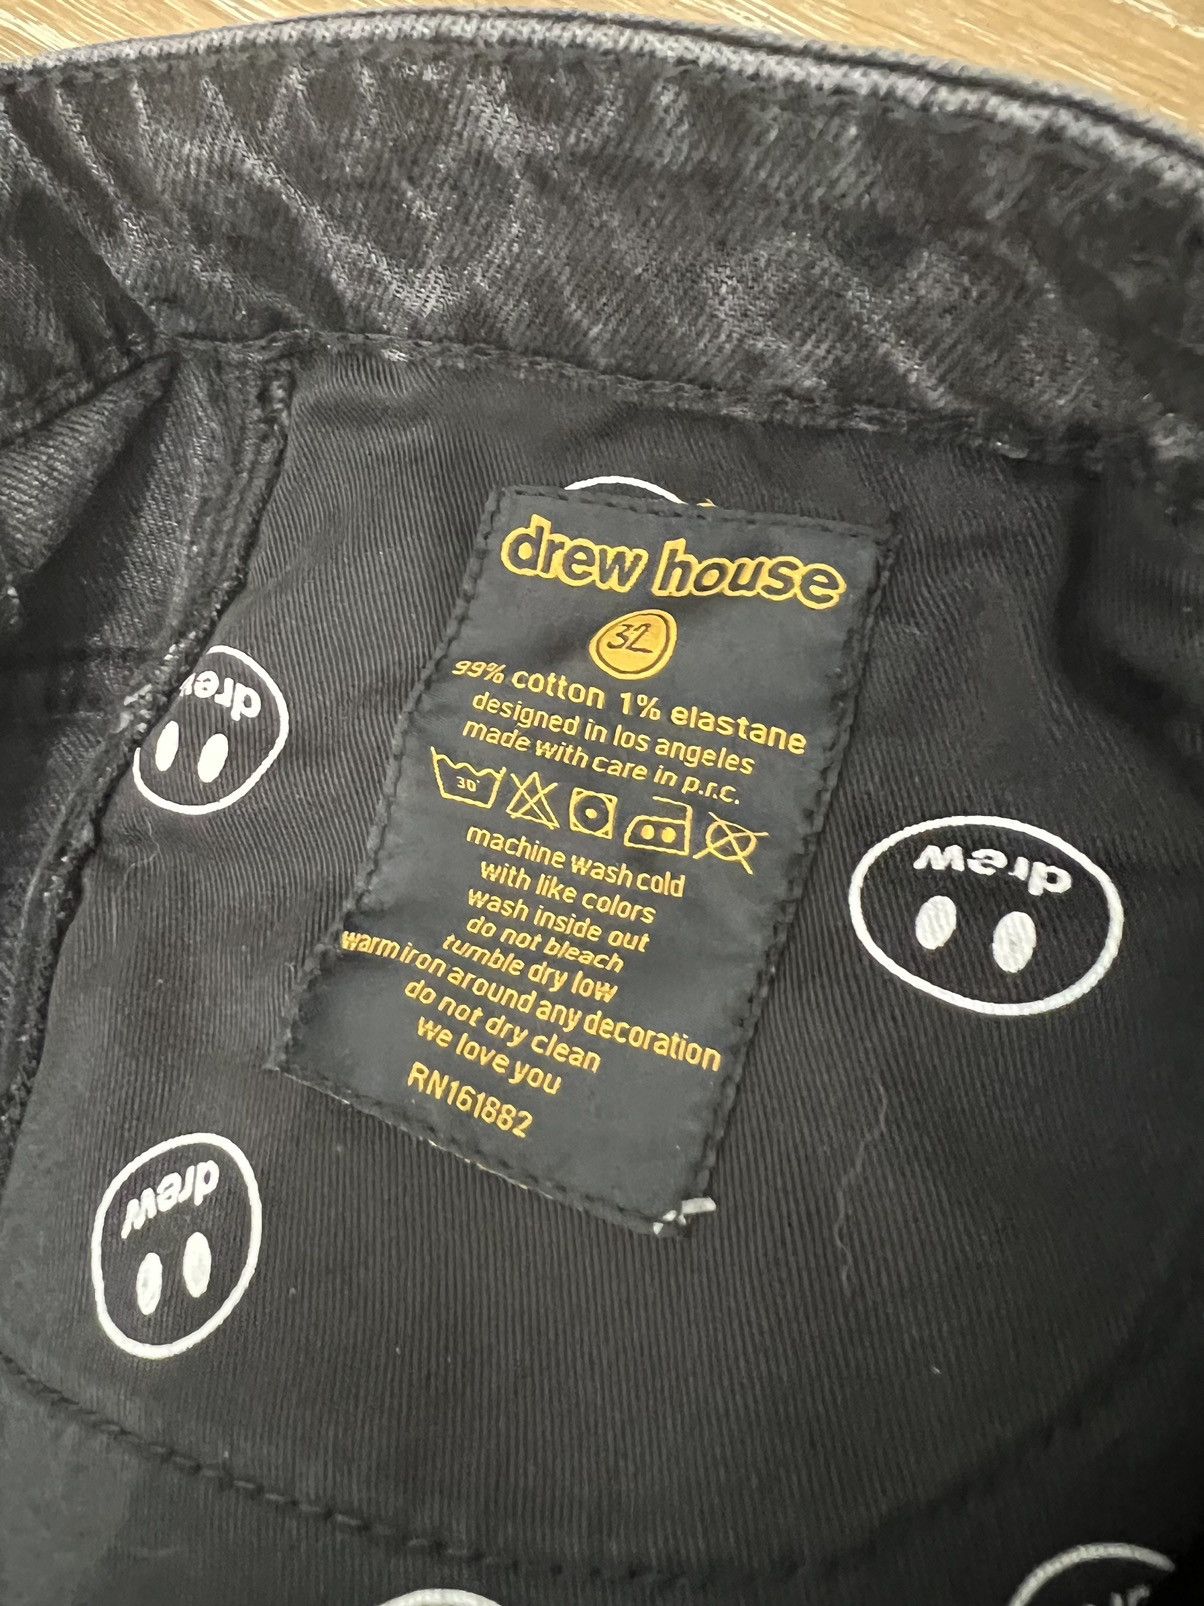 drew house
32
99% cotton 1% elastane
designed in los angeles
made with care in p.r.c.
30°
machine wash cold
with like colors
wash inside out
do not bleach
tumble dry low
warm iron around any decoration
do not dry clean
we love you
RN161882
drew
drew
drew